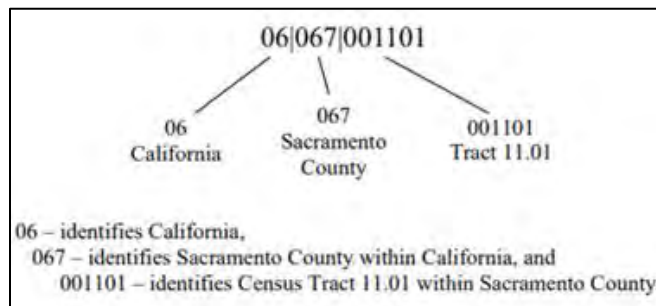 06|067|001101
06
California
067
Sacramento
County
001101
Tract 11.01
06 – identifies California,
067 – identifies Sacramento County within California, and
001101 – identifies Census Tract 11.01 within Sacramento County